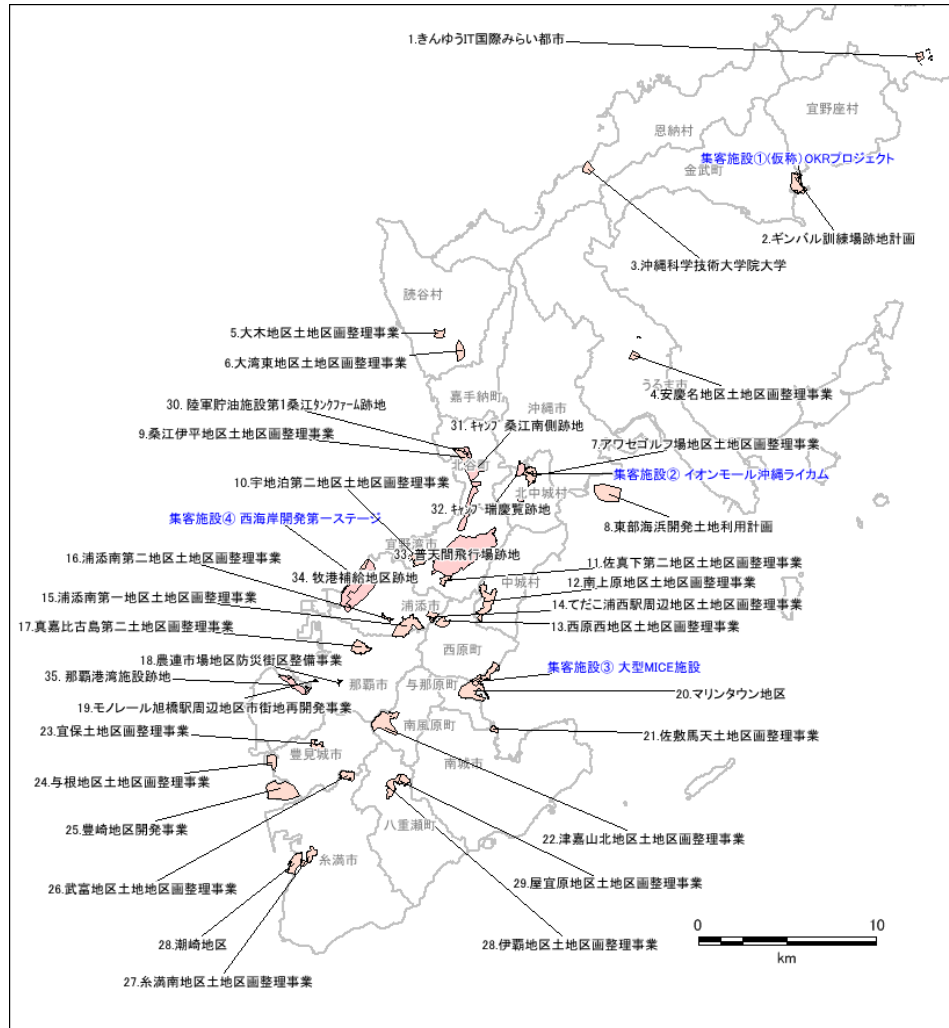 1.きんゆうIT国際みらい都市
宜野座村
恩納村
集客施設①(仮称)OKRプロジェクト
金武町
2.ギンバル訓練場跡地計画
3.沖縄科学技術大学院大学
読谷村
5.大木地区土地区画整理事業
6.大湾東地区土地区画整理事業
うるま市
4.安慶名地区土地区画整理事業
嘉手納町
30. 陸軍貯油施設第1桑江ﾀﾝｸﾌｧｰﾑ跡地
沖縄市
31. ｷｬﾝﾌﾟ 桑江南側跡地
9.桑江伊平地区土地区画整理事業
7.アワセゴルフ場地区土地区画整理事業
北谷町
10.宇地泊第二地区土地区画整理事業
集客施設② イオンモール沖縄ライカム
北中城村
32. ｷｬﾝﾌﾟ 瑞慶覧跡地
集客施設④ 西海岸開発第一ステージ
8.東部海浜開発土地利用計画
宜野湾市
16.浦添南第二地区土地区画整理事業
33. 普天間飛行場跡地
11.佐真下第二地区土地区画整理事業
34. 牧港補給地区跡地
中城村
12.南上原地区土地区画整理事業
15.浦添南第一地区土地区画整理事業
浦添市
14.てだこ浦西駅周辺地区土地区画整理事業
17.真嘉比古島第二土地区画整理事業
13.西原西地区土地区画整理事業
西原町
18.農連市場地区防災街区整備事業
集客施設③ 大型MICE施設
35. 那覇港湾施設跡地
那覇市
与那原町
20.マリンタウン地区
19.モノレール旭橋駅周辺地区市街地再開発事業
23.宜保土地区画整理事業
南風原町
21.佐敷馬天土地区画整理事業
豊見城市
南城市
24.与根地区土地区画整理事業
25.豊崎地区開発事業
八重瀬町
22.津嘉山北地区土地区画整理事業
糸満市
26.武富地区土地地区画整理事業
29.屋宜原地区土地区画整理事業
28.潮崎地区
28.伊覇地区土地区画整理事業
27.糸満南地区土地区画整理事業
0 10
km